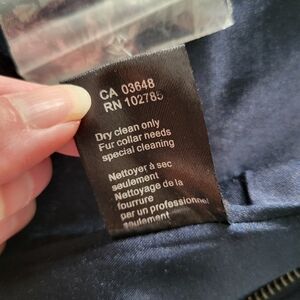 CA 03648
RN 102785
Dry clean only
Fur collar needs
special cleaning
Nettoyer à sec
seulement
Nettoyage de la
fourrure
par un professionnel
seulement